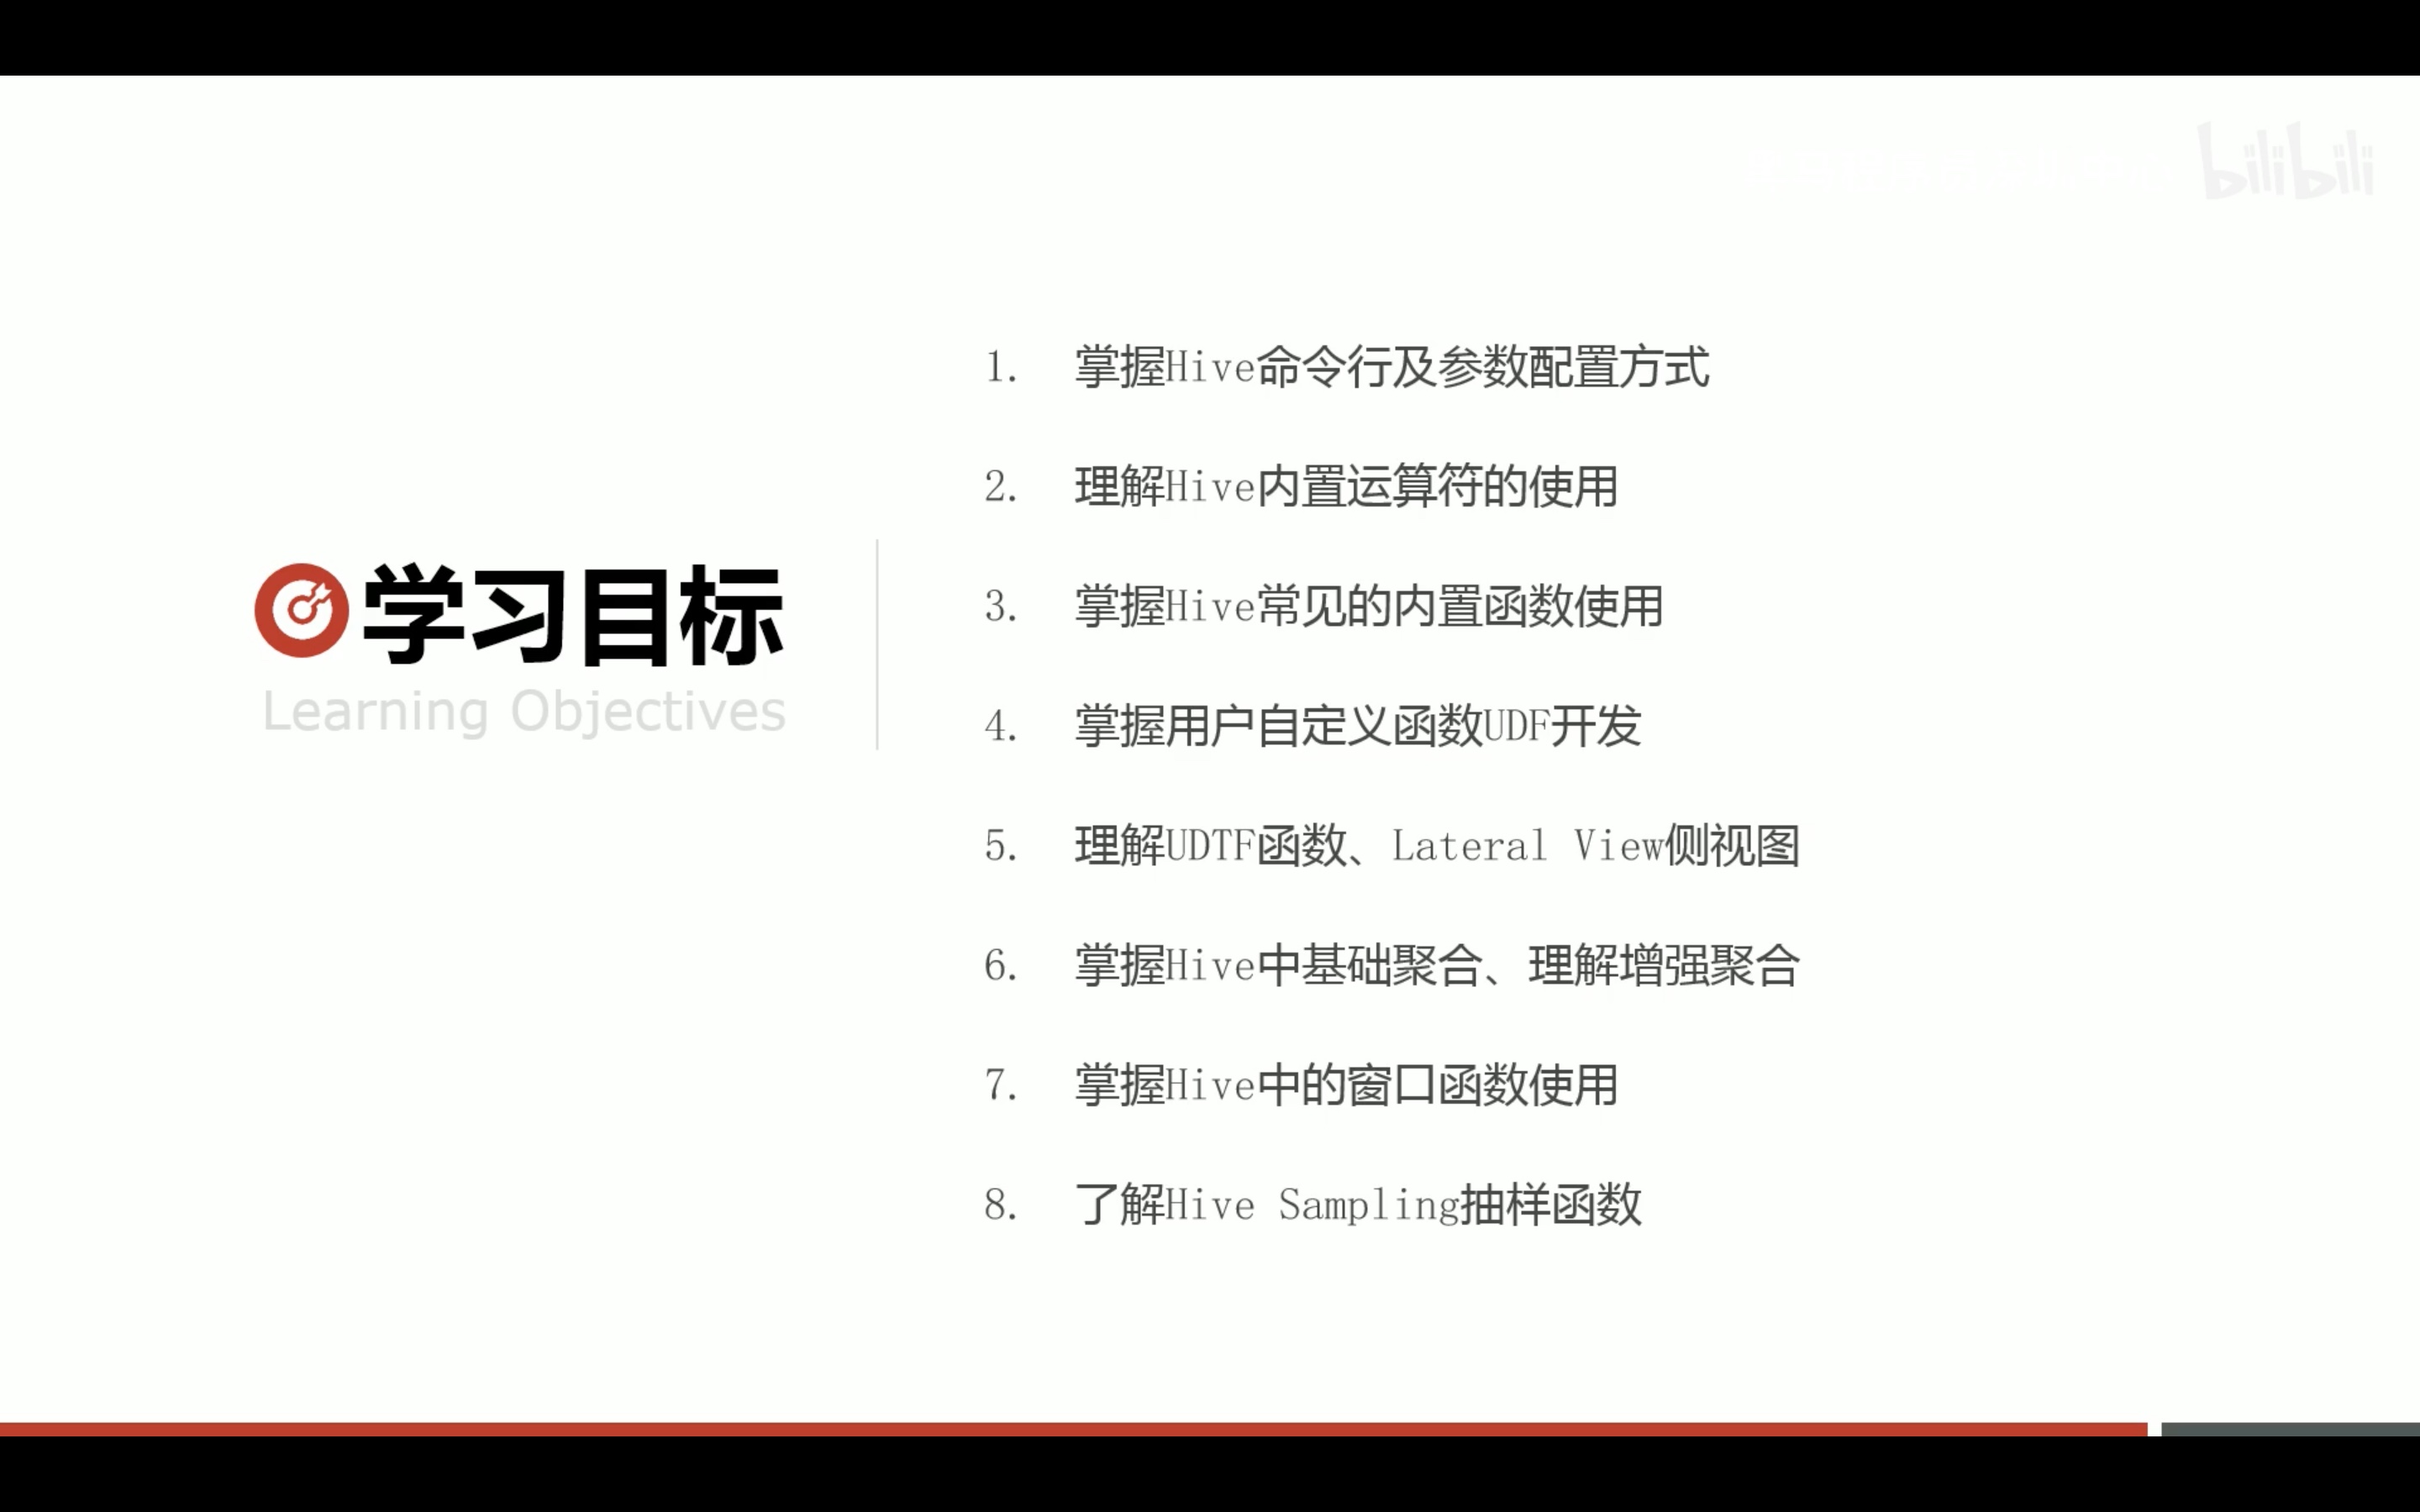 bilibili
学习目标
Learning Objectives
1. 掌握Hive命令行及参数配置方式
2. 理解Hive内置运算符的使用
3. 掌握Hive常见的内置函数使用
4. 掌握用户自定义函数UDF开发
5. 理解UDTF函数、Lateral View侧视图
6. 掌握Hive中基础聚合、理解增强聚合
7. 掌握Hive中的窗口函数使用
8. 了解Hive Sampling抽样函数